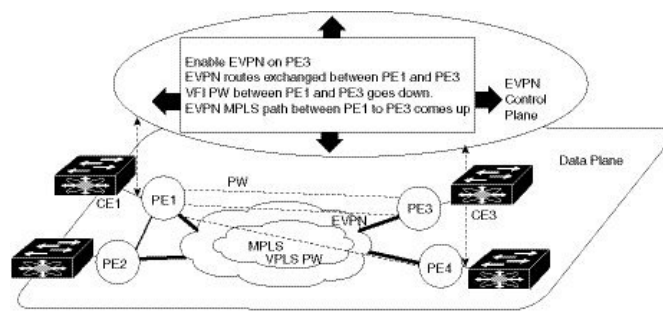 Enable EVPN on PE3
EVPN routes exchanged between PE1 and PE3
VFI PW between PE1 and PE3 goes down.
EVPN MPLS path between PE1 to PE3 comes up
EVPN
Control
Plane
Data Plane
PW
CE1
PE1
PE3
CE3
EVPN
MPLS
VPLS PW
PE2
PE4